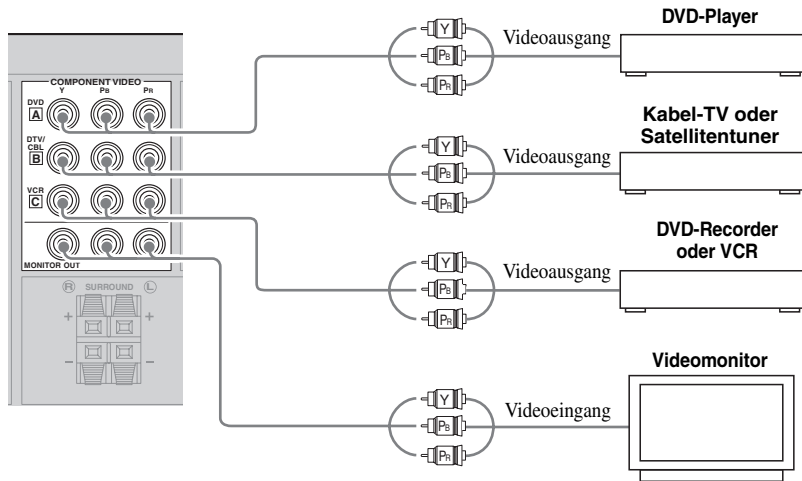 COMPONENT VIDEO
Y PB PR
DVD
A
DTV/
CBL
B
VCR
C
MONITOR OUT
R SURROUND L
+ +
– –
Y
PB
PR
Videoausgang
DVD-Player
Y
PB
PR
Videoausgang
Kabel-TV oder
Satellitentuner
Y
PB
PR
Videoausgang
DVD-Recorder
oder VCR
Y
PB
PR
Videoeingang
Videomonitor